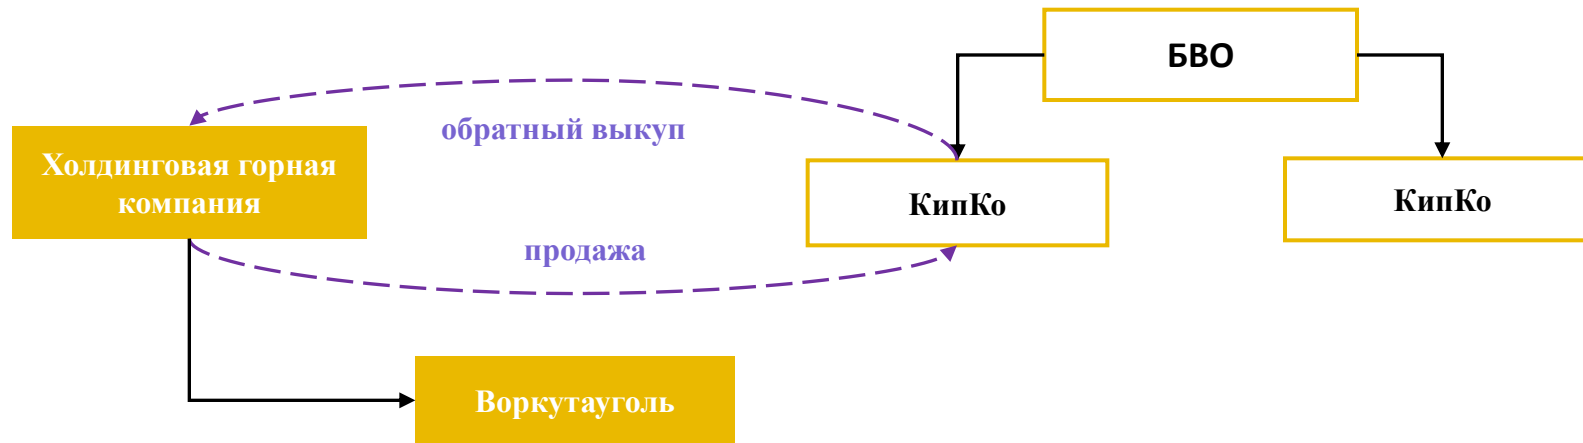 БВО
обратный выкуп
Холдинговая горная
компания
КипКо
КипКо
продажа
Воркутауголь